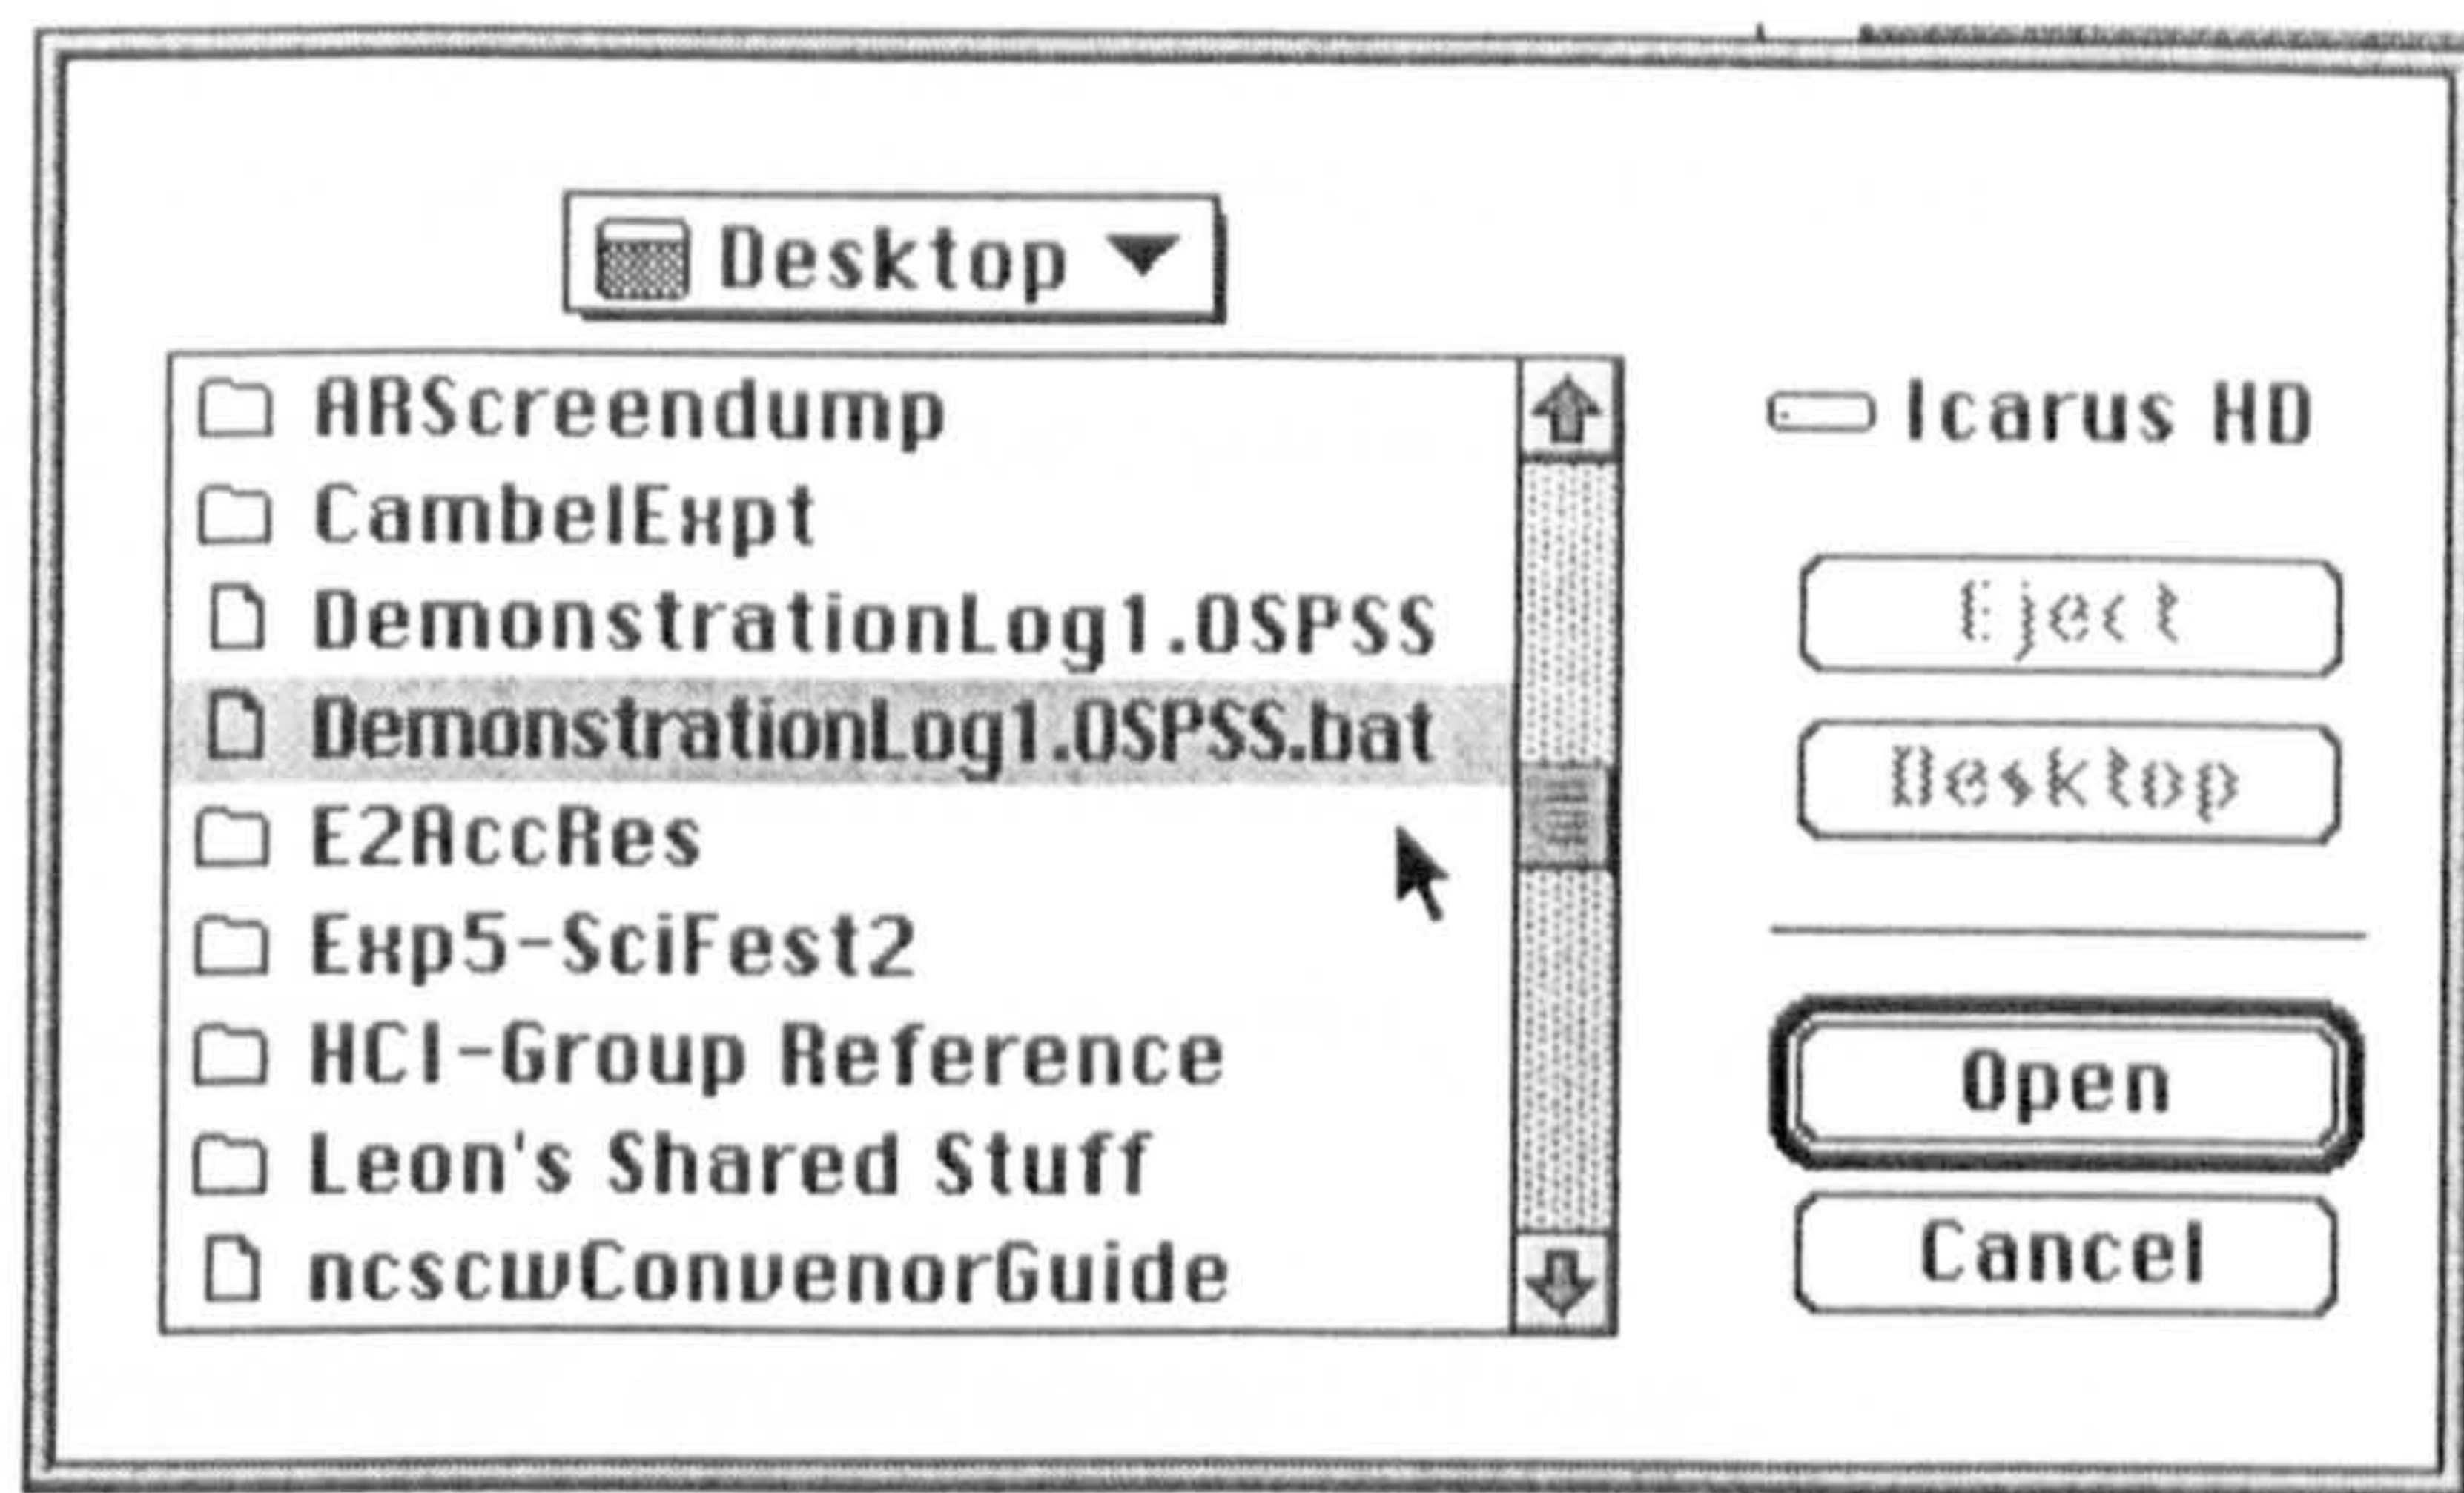 Desktop
ARScreendump
CambelExpt
DemonstrationLog1.OSPSS
DemonstrationLog1.OSPSS.bat
E2AccRes
Exp5-SciFest2
HCI-Group Reference
Leon's Shared Stuff
ncscwConvenorGuide
Icarus HD
Eject
Desktop
Open
Cancel